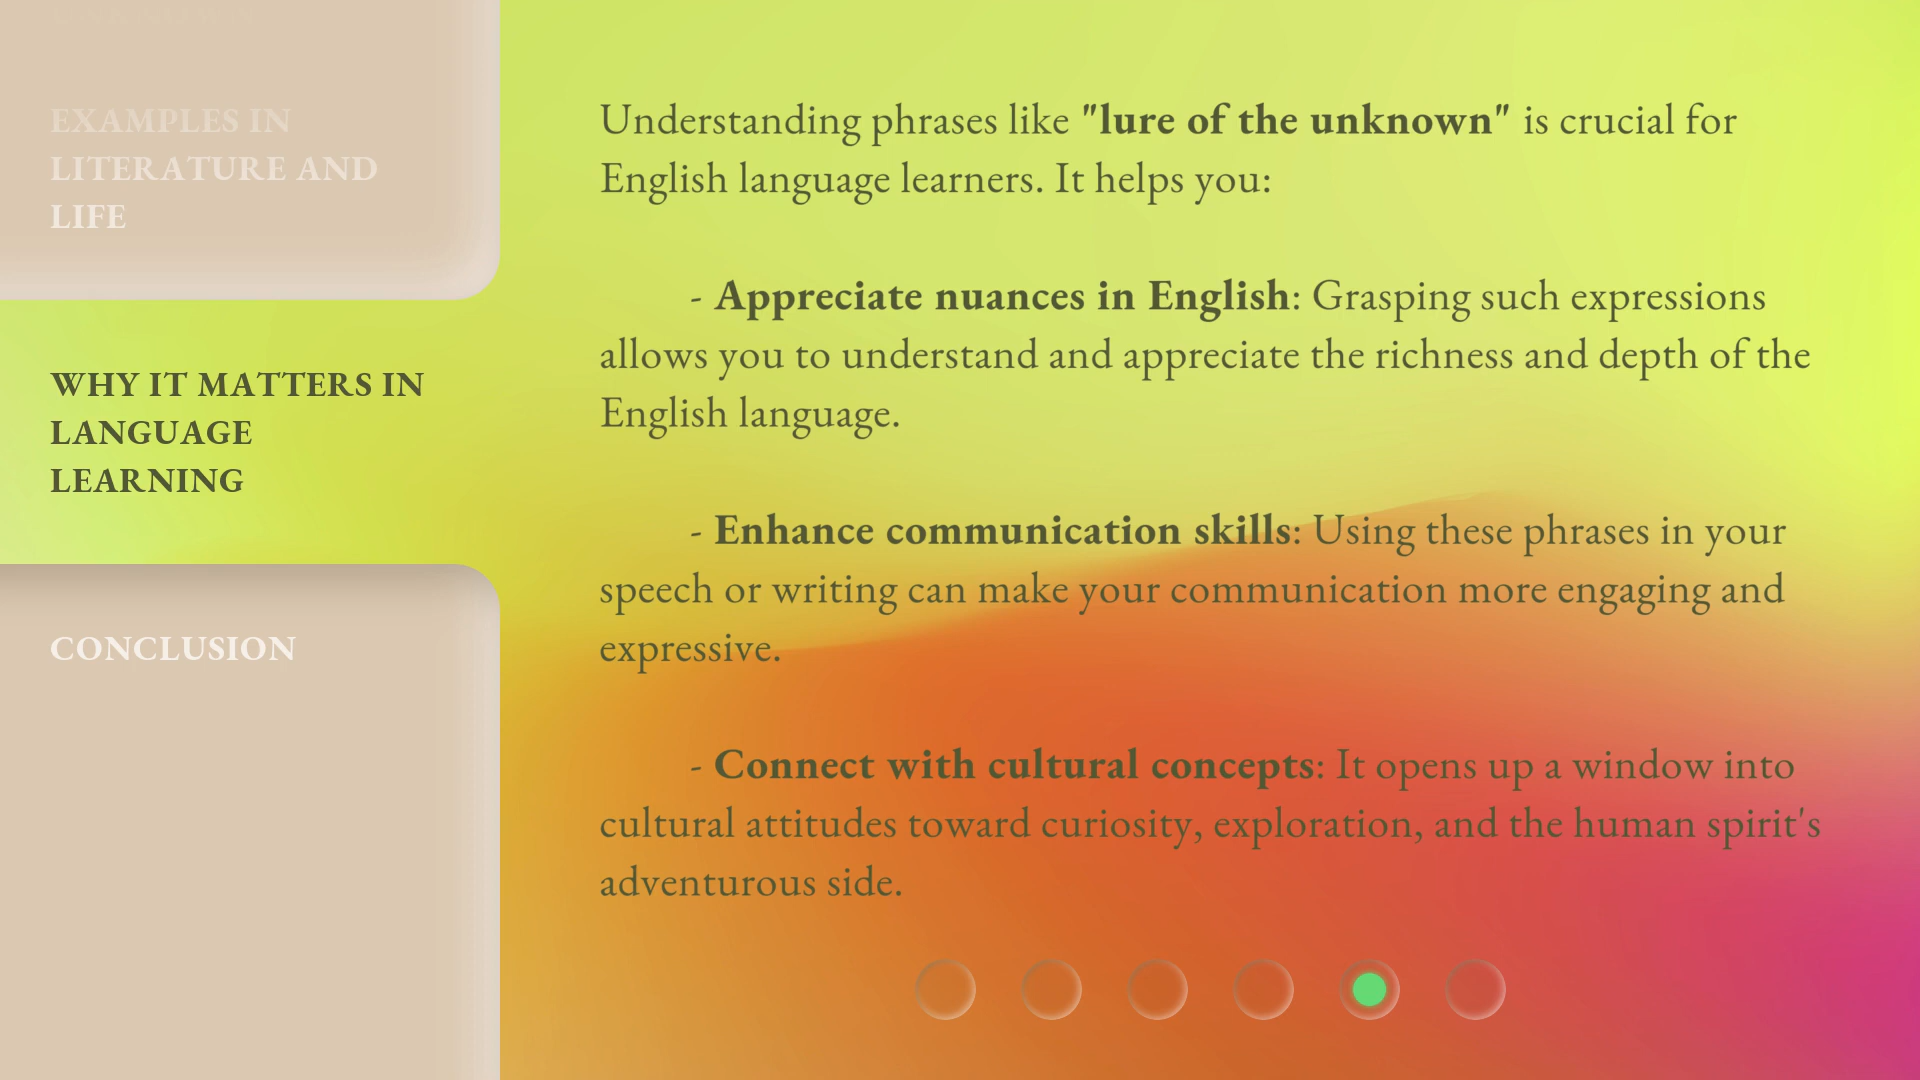 EXAMPLES IN
LITERATURE AND
LIFE
WHY IT MATTERS IN
LANGUAGE
LEARNING
CONCLUSION
Understanding phrases like "lure of the unknown" is crucial for
English language learners. It helps you:
- Appreciate nuances in English: Grasping such expressions
allows you to understand and appreciate the richness and depth of the
English language.
- Enhance communication skills: Using these phrases in your
speech or writing can make your communication more engaging and
expressive.
- Connect with cultural concepts: It opens up a window into
cultural attitudes toward curiosity, exploration, and the human spirit's
adventurous side.